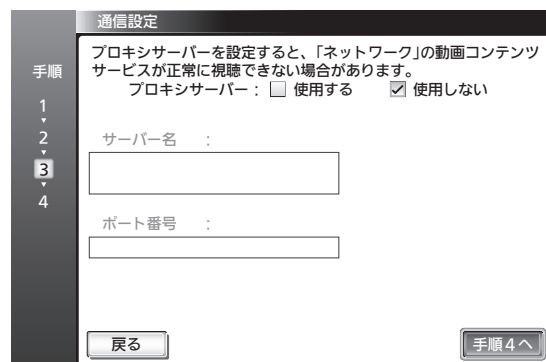 通信設定
手順
1
2
3
4
プロキシサーバーを設定すると、「ネットワーク」の動画コンテンツ
サービスが正常に視聴できない場合があります。
プロキシサーバー : 使用する 使用しない
サーバー名 :
ポート番号 :
戻る
手順4へ